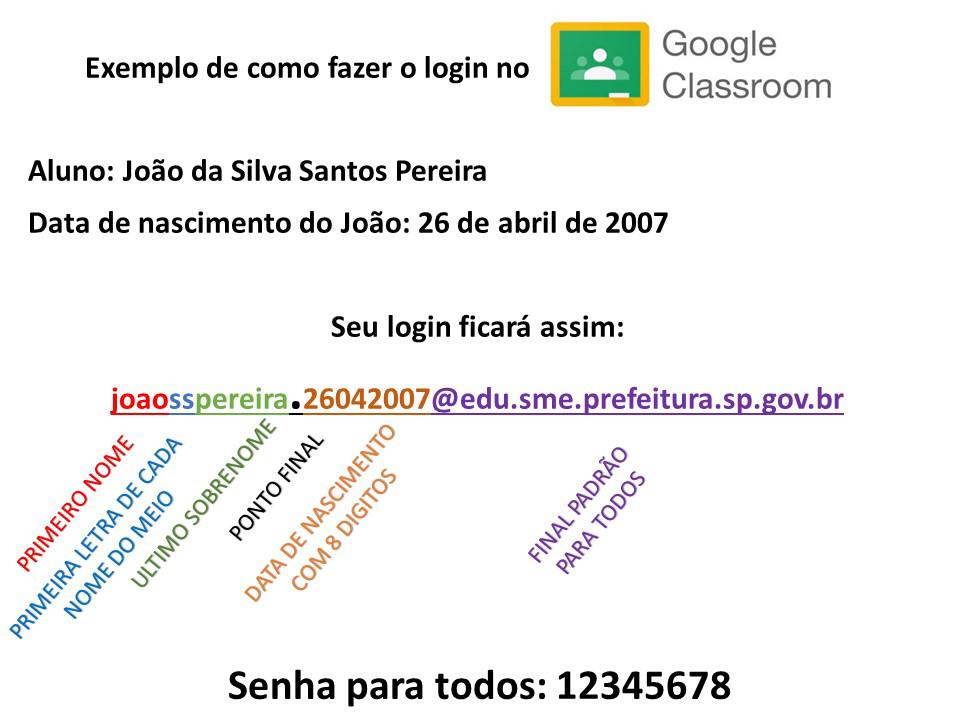 Exemplo de como fazer o login no
Google
Classroom
Aluno: João da Silva Santos Pereira
Data de nascimento do João: 26 de abril de 2007
Seu login ficará assim:
joaosspereira.26042007@edu.sme.prefeitura.sp.gov.br
PRIMEIRO NOME
PRIMEIRA LETRA DE CADA
NOME DO MEIO
ULTIMO SOBRENOME
PONTO FINAL
DATA DE NASCIMENTO
COM 8 DIGITOS
FINAL PADRÃO
PARA TODOS
Senha para todos: 12345678